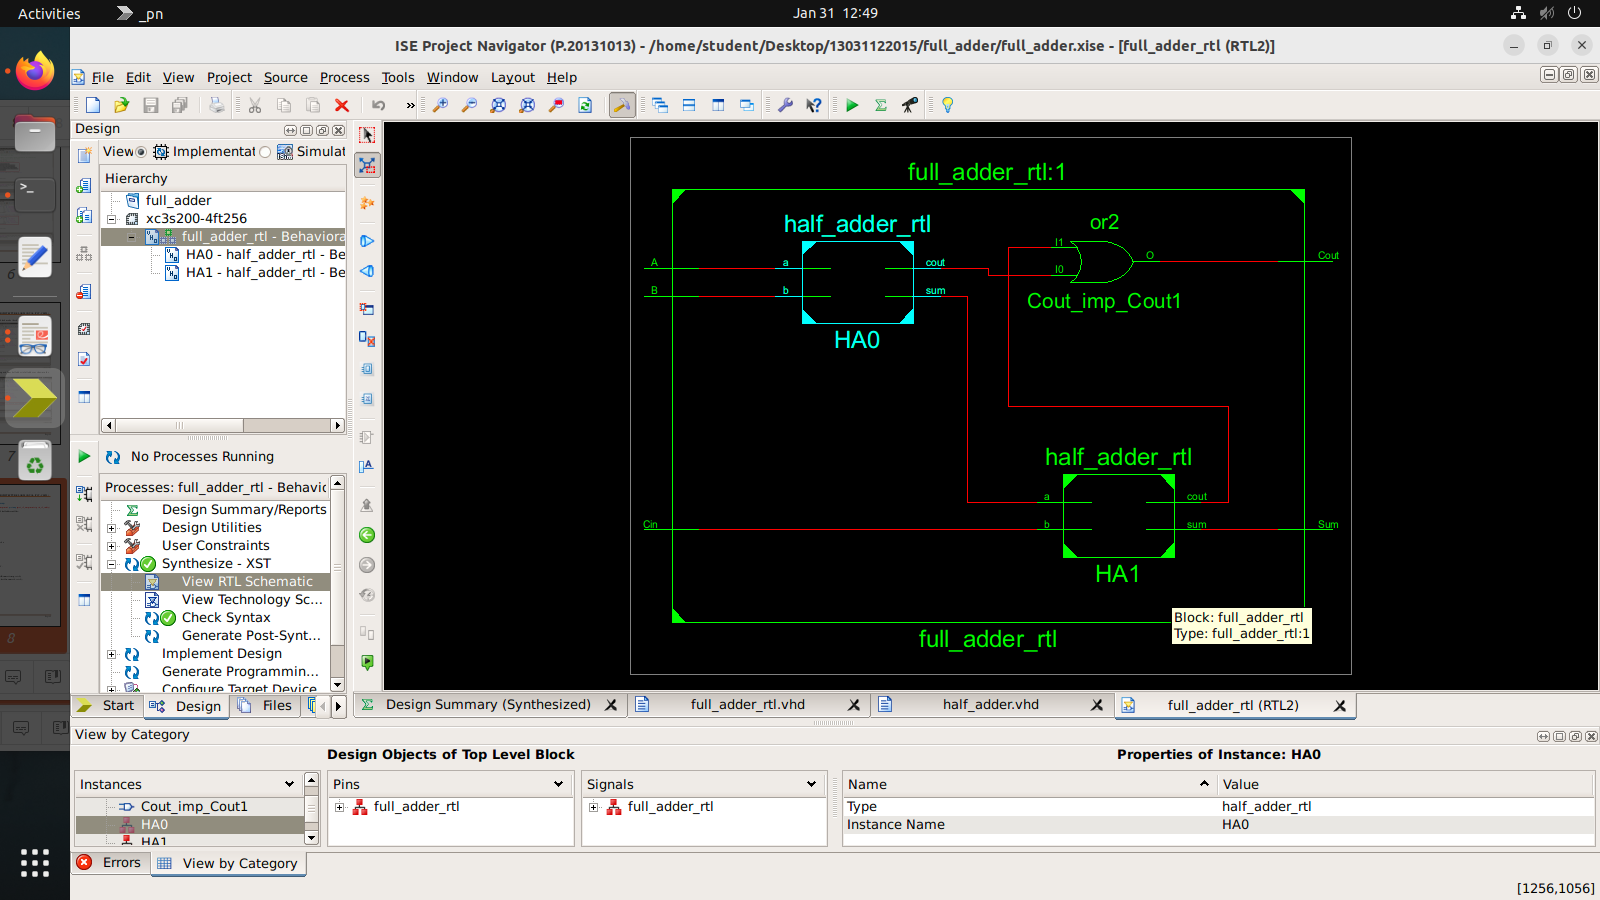 Activities
_pn
Jan 31 12:49
ISE Project Navigator (P.20131013) - /home/student/Desktop/13031122015/full_adder/full_adder.xise - [full_adder_rtl (RTL2)]
File Edit View Project Source Process Tools Window Layout Help
»
Design
View Implementat Simulat
Hierarchy
full_adder
xc3s200-4ft256
full_adder_rtl - Behaviora
HA0 - half_adder_rtl - Be
HA1 - half_adder_rtl - Be
No Processes Running
Processes: full_adder_rtl - Behavio
Design Summary/Reports
Design Utilities
User Constraints
Synthesize - XST
View RTL Schematic
View Technology Sc...
Check Syntax
Generate Post-Synt...
Implement Design
Generate Programmin...
Configure Target Device
Start Design Files
full_adder_rtl:1
half_adder_rtl
or2
A a cout I1
B b sum I0 O Cout
Cout_imp_Cout1
HA0
half_adder_rtl
a cout
Cin b sum Sum
HA1
Block: full_adder_rtl
Type: full_adder_rtl:1
full_adder_rtl
Design Summary (Synthesized) full_adder_rtl.vhd half_adder.vhd full_adder_rtl (RTL2)
View by Category
Design Objects of Top Level Block
Properties of Instance: HA0
Instances Pins Signals Name Value
Cout_imp_Cout1 full_adder_rtl full_adder_rtl Type half_adder_rtl
HA0 Instance Name HA0
HA1
Errors View by Category
[1256,1056]
6
7
8